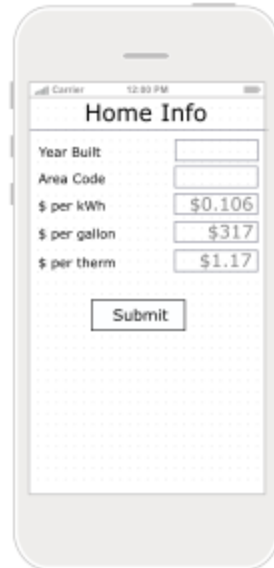 Carrier 12:00 PM
Home Info
Year Built
Area Code
$ per kWh $0.106
$ per gallon $317
$ per therm $1.17
Submit